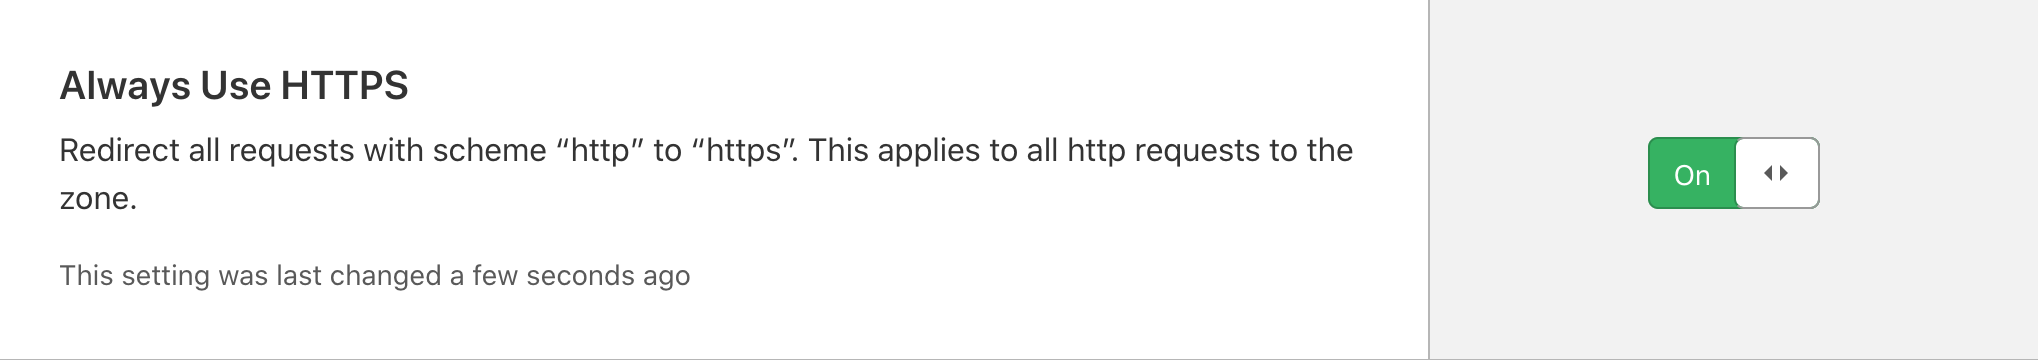 Always Use HTTPS
Redirect all requests with scheme “http” to “https”. This applies to all http requests to the
zone.
On
This setting was last changed a few seconds ago